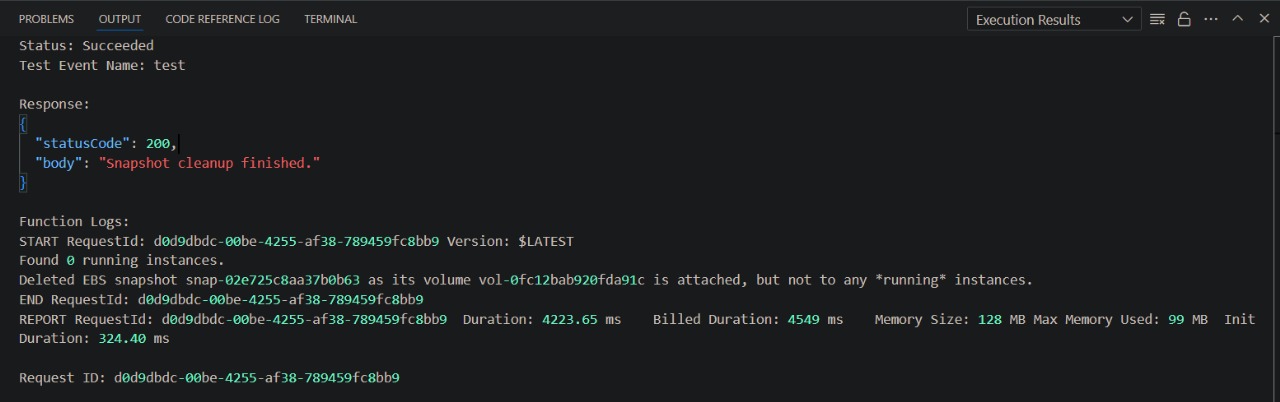 PROBLEMS OUTPUT CODE REFERENCE LOG TERMINAL Execution Results
Status: Succeeded
Test Event Name: test
Response:
{
"statusCode": 200,
"body": "Snapshot cleanup finished."
}
Function Logs:
START RequestId: d0d9dbdc-00be-4255-af38-789459fc8bb9 Version: $LATEST
Found 0 running instances.
Deleted EBS snapshot snap-02e725c8aa37b0b63 as its volume vol-0fc12bab920fda91c is attached, but not to any *running* instances.
END RequestId: d0d9dbdc-00be-4255-af38-789459fc8bb9
REPORT RequestId: d0d9dbdc-00be-4255-af38-789459fc8bb9 Duration: 4223.65 ms Billed Duration: 4549 ms Memory Size: 128 MB Max Memory Used: 99 MB Init
Duration: 324.40 ms
Request ID: d0d9dbdc-00be-4255-af38-789459fc8bb9